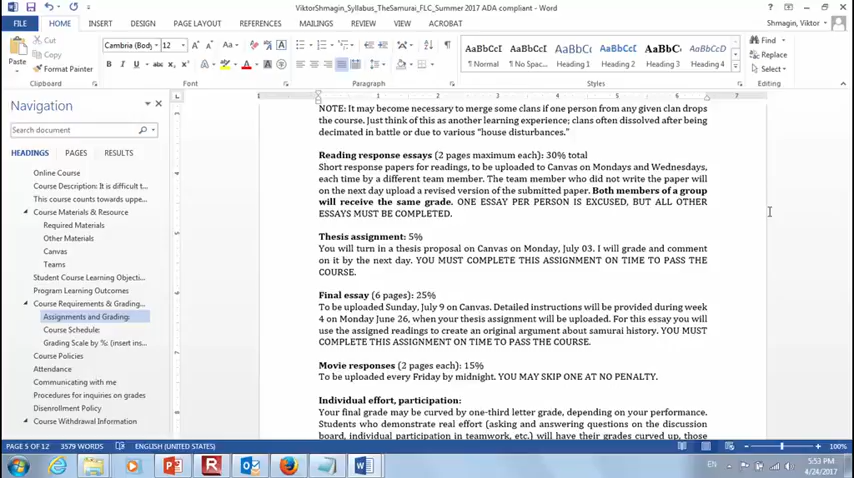 ViktorShmagin_Syllabus_TheSamurai_FLC_Summer 2017 ADA compliant - Word
FILE HOME INSERT DESIGN PAGE LAYOUT REFERENCES MAILINGS REVIEW VIEW ACROBAT
Shmagin, Viktor
Paste
Cut
Copy
Format Painter
Clipboard
Cambria (Body) 12
Font
Paragraph
AaBbCcI AaBbCcI AaBbCc AaBbCcI AaBbCc AaBbCcD
¶ Normal ¶ No Spac... Heading 1 Heading 2 Heading 3 Heading 4
Styles
Find
Replace
Select
Editing
Navigation
Search document
HEADINGS PAGES RESULTS
Online Course
Course Description: It is difficult t...
This course counts towards uppe...
Course Materials & Resource
Required Materials
Other Materials
Canvas
Teams
Student Course Learning Objecti...
Program Learning Outcomes
Course Requirements & Grading...
Assignments and Grading:
Course Schedule:
Grading Scale by %: (insert ins...
Course Policies
Attendance
Communicating with me
Procedures for inquiries on grades
Disenrollment Policy
Course Withdrawal Information
NOTE: It may become necessary to merge some clans if one person from any given clan drops
the course. Just think of this as another learning experience; clans often dissolved after being
decimated in battle or due to various “house disturbances.”
Reading response essays (2 pages maximum each): 30% total
Short response papers for readings, to be uploaded to Canvas on Mondays and Wednesdays,
each time by a different team member. The team member who did not write the paper will
on the next day upload a revised version of the submitted paper. Both members of a group
will receive the same grade. ONE ESSAY PER PERSON IS EXCUSED, BUT ALL OTHER
ESSAYS MUST BE COMPLETED.
Thesis assignment: 5%
You will turn in a thesis proposal on Canvas on Monday, July 03. I will grade and comment
on it by the next day. YOU MUST COMPLETE THIS ASSIGNMENT ON TIME TO PASS THE
COURSE.
Final essay (6 pages): 25%
To be uploaded Sunday, July 9 on Canvas. Detailed instructions will be provided during week
4 on Monday June 26, when your thesis assignment will be uploaded. For this essay you will
use the assigned readings to create an original argument about samurai history. YOU MUST
COMPLETE THIS ASSIGNMENT ON TIME TO PASS THE COURSE.
Movie responses (2 pages each): 15%
To be uploaded every Friday by midnight. YOU MAY SKIP ONE AT NO PENALTY.
Individual effort, participation:
Your final grade may be curved by one-third letter grade, depending on your performance.
Students who demonstrate real effort (asking and answering questions on the discussion
board, individual participation in teamwork, etc.) will have their grades curved up, those
PAGE 5 OF 12 3579 WORDS ENGLISH (UNITED STATES) 100%
EN
5:53 PM
4/24/2017